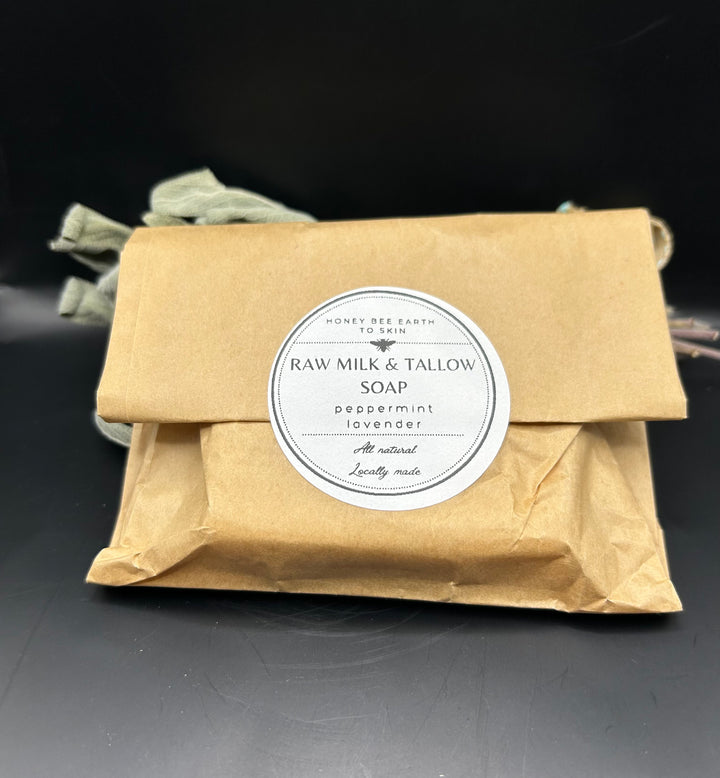 HONEY BEE EARTH
TO SKIN
RAW MILK & TALLOW
SOAP
peppermint
lavender
All natural
Locally made